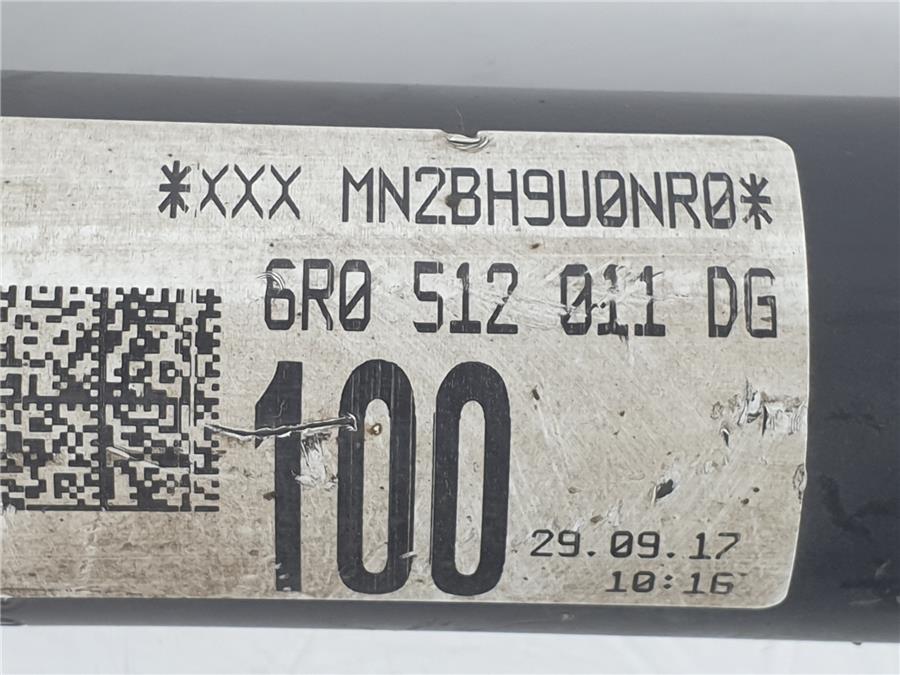 *XXX MN2BH9U0NR0*
6R0 512 011 DG
100
29.09.17
10:16